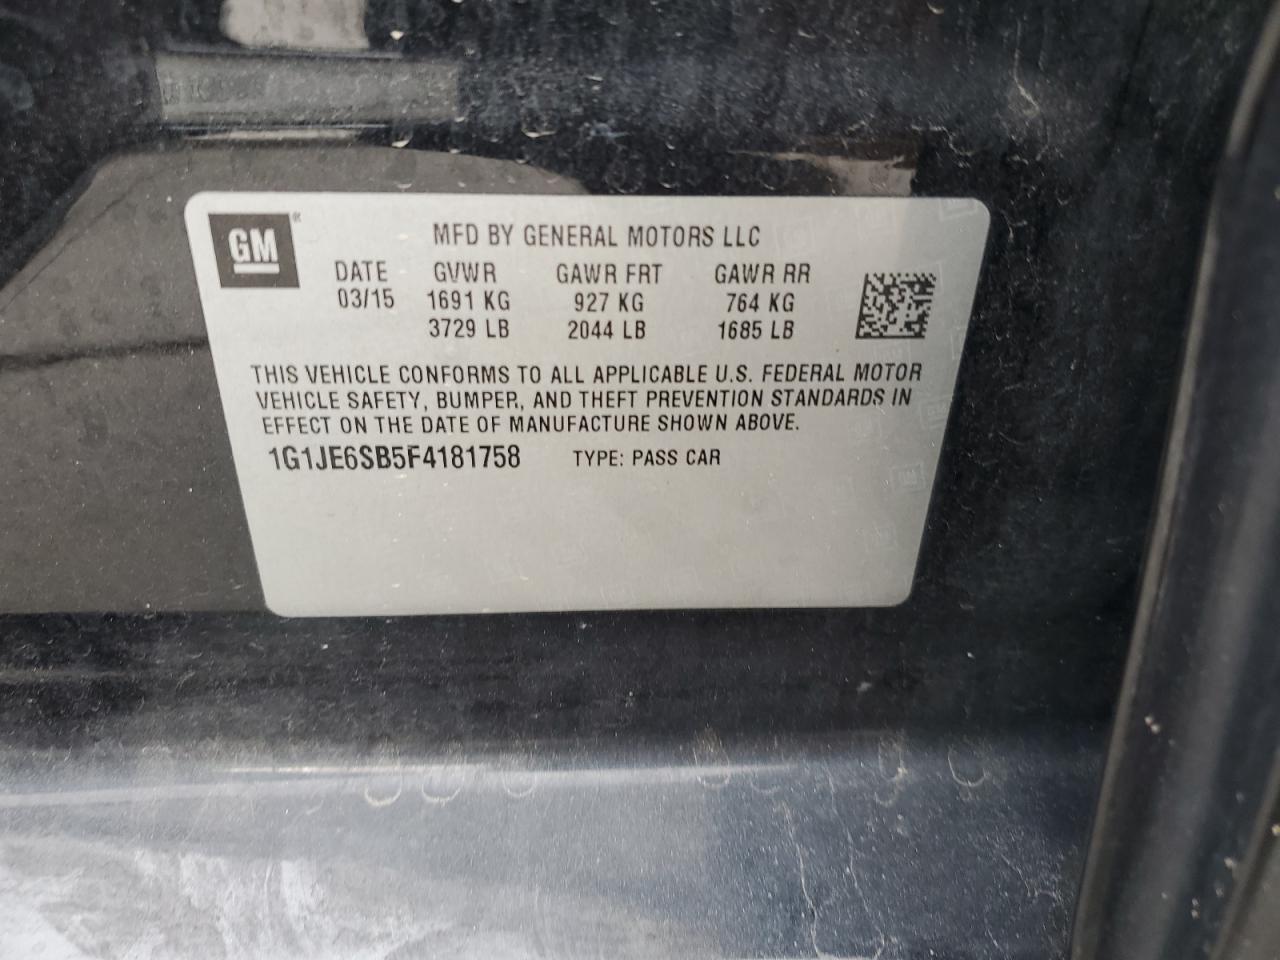 GM
MFD BY GENERAL MOTORS LLC
DATE GVWR GAWR FRT GAWR RR
03/15 1691 KG 927 KG 764 KG
3729 LB 2044 LB 1685 LB
THIS VEHICLE CONFORMS TO ALL APPLICABLE U.S. FEDERAL MOTOR
VEHICLE SAFETY, BUMPER, AND THEFT PREVENTION STANDARDS IN
EFFECT ON THE DATE OF MANUFACTURE SHOWN ABOVE.
1G1JE6SB5F4181758 TYPE: PASS CAR